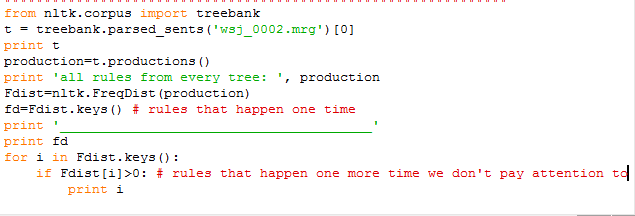 from nltk.corpus import treebank
t = treebank.parsed_sents('wsj_0002.mrg')[0]
print t
production=t.productions()
print 'all rules from every tree: ', production
Fdist=nltk.FreqDist(production)
fd=Fdist.keys() # rules that happen one time
print '_______________________________________'
print fd
for i in Fdist.keys():
    if Fdist[i]>0: # rules that happen one more time we don't pay attention to
        print i